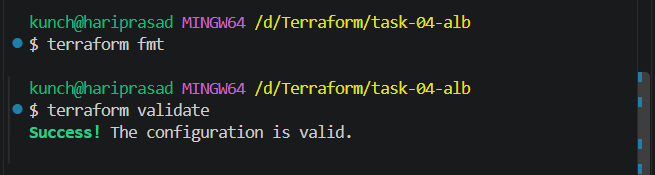 kunch@hariprasad MINGW64 /d/Terraform/task-04-alb
$ terraform fmt
kunch@hariprasad MINGW64 /d/Terraform/task-04-alb
$ terraform validate
Success! The configuration is valid.